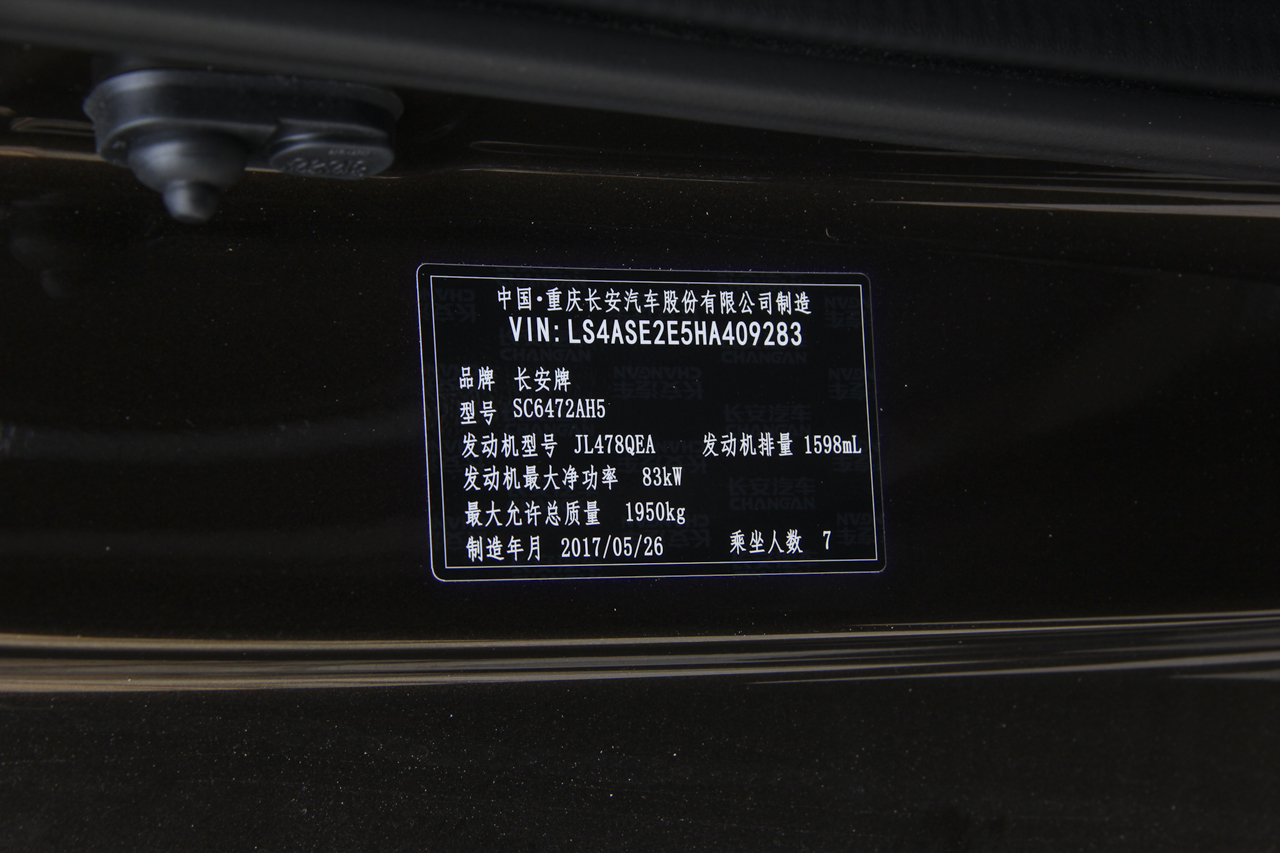 中国·重庆长安汽车股份有限公司制造
VIN:LS4ASE2E5HA409283
品牌 长安牌
型号 SC6472AH5
发动机型号 JL478QEA 发动机排量 1598mL
发动机最大净功率 83kW
最大允许总质量 1950kg
制造年月 2017/05/26 乘坐人数 7